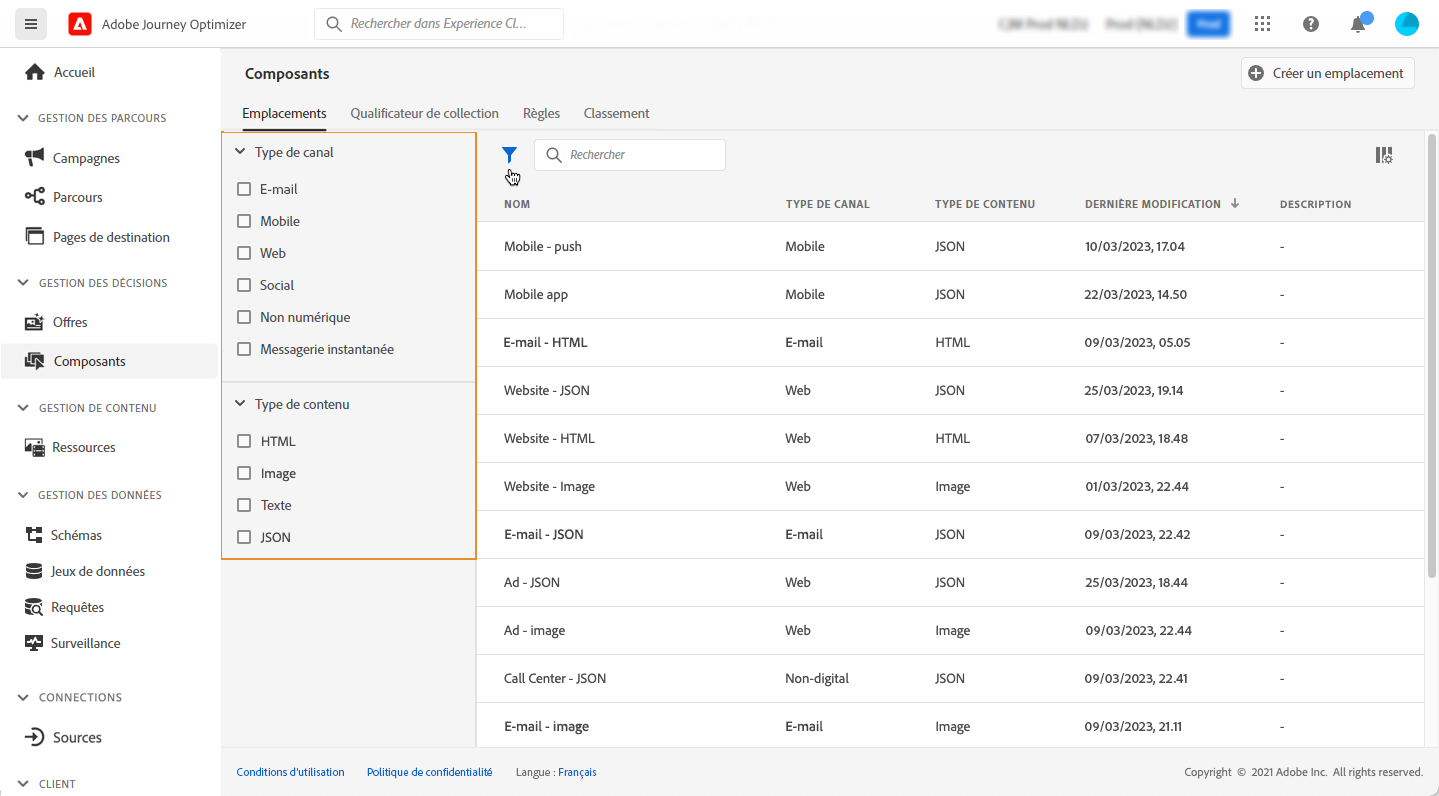 Adobe Journey Optimizer
Rechercher dans Experience Cl...
Prod
Accueil
GESTION DES PARCOURS
Campagnes
Parcours
Pages de destination
GESTION DES DÉCISIONS
Offres
Composants
GESTION DE CONTENU
Ressources
GESTION DES DONNÉES
Schémas
Jeux de données
Requêtes
Surveillance
CONNECTIONS
Sources
CLIENT
Composants
Créer un emplacement
Emplacements Qualificateur de collection Règles Classement
Type de canal
E-mail
Mobile
Web
Social
Non numérique
Messagerie instantanée
Type de contenu
HTML
Image
Texte
JSON
Rechercher
NOM TYPE DE CANAL TYPE DE CONTENU DERNIÈRE MODIFICATION DESCRIPTION
Mobile - push Mobile JSON 10/03/2023, 17.04 -
Mobile app Mobile JSON 22/03/2023, 14.50 -
E-mail - HTML E-mail HTML 09/03/2023, 05.05 -
Website - JSON Web JSON 25/03/2023, 19.14 -
Website - HTML Web HTML 07/03/2023, 18.48 -
Website - Image Web Image 01/03/2023, 22.44 -
E-mail - JSON E-mail JSON 09/03/2023, 22.42 -
Ad - JSON Web JSON 25/03/2023, 18.44 -
Ad - image Web Image 09/03/2023, 22.44 -
Call Center - JSON Non-digital JSON 09/03/2023, 22.41 -
E-mail - image E-mail Image 09/03/2023, 21.11 -
Conditions d'utilisation Politique de confidentialité Langue : Français Copyright © 2021 Adobe Inc. All rights reserved.